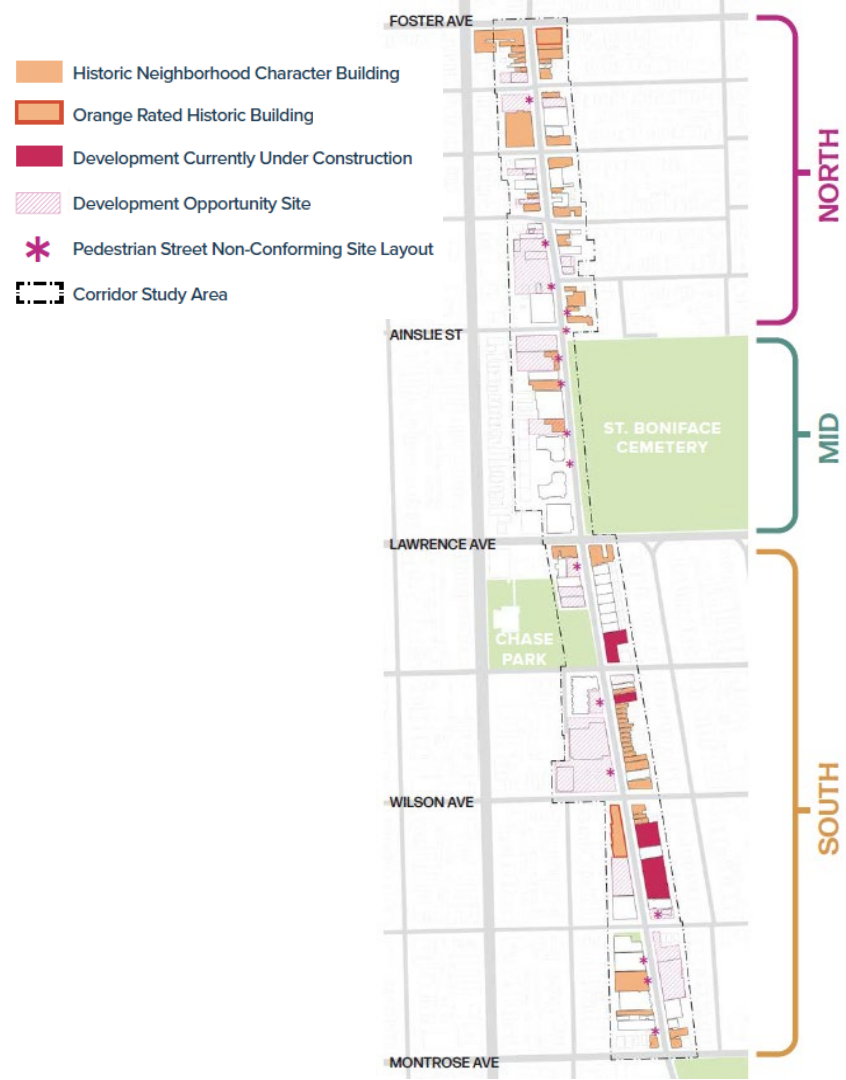 FOSTER AVE
Historic Neighborhood Character Building
Orange Rated Historic Building
Development Currently Under Construction
Development Opportunity Site
Pedestrian Street Non-Conforming Site Layout
Corridor Study Area
NORTH
AINSLIE ST
ST. BONIFACE
CEMETERY
MID
LAWRENCE AVE
CHASE
PARK
SOUTH
WILSON AVE
MONTROSE AVE